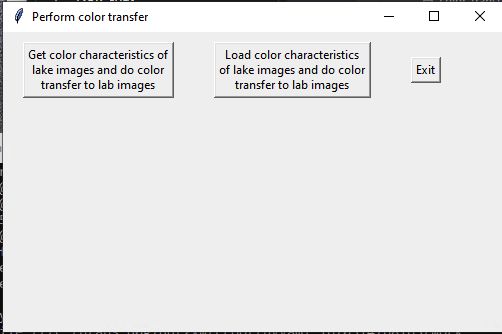 Perform color transfer
Get color characteristics of
lake images and do color
transfer to lab images
Load color characteristics
of lake images and do color
transfer to lab images
Exit